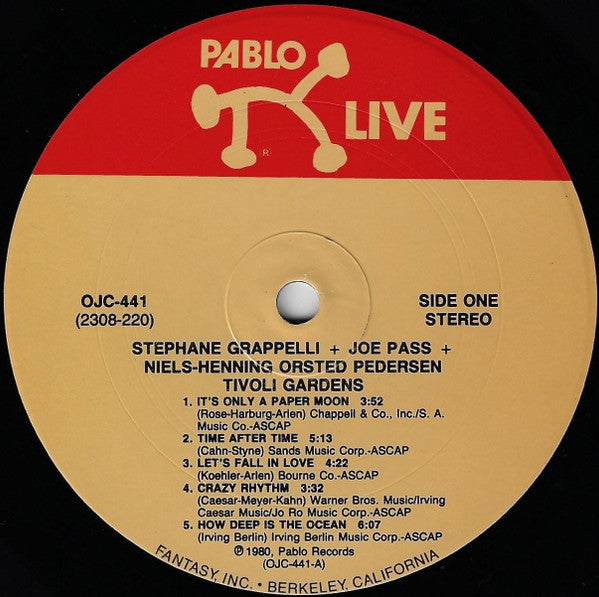 PABLO
LIVE
®
OJC-441
(2308-220)
SIDE ONE
STEREO
STEPHANE GRAPPELLI + JOE PASS +
NIELS-HENNING ORSTED PEDERSEN
TIVOLI GARDENS
1. IT'S ONLY A PAPER MOON 3:52
(Rose-Harburg-Arlen) Chappell & Co., Inc./S. A.
Music Co.-ASCAP
2. TIME AFTER TIME 5:13
(Cahn-Styne) Sands Music Corp.-ASCAP
3. LET'S FALL IN LOVE 4:22
(Koehler-Arlen) Bourne Co.-ASCAP
4. CRAZY RHYTHM 3:32
(Caesar-Meyer-Kahn) Warner Bros. Music/Irving
Caesar Music/Jo Ro Music Corp.-ASCAP
5. HOW DEEP IS THE OCEAN 6:07
(Irving Berlin) Irving Berlin Music Corp.-ASCAP
℗ 1980, Pablo Records
(OJC-441-A)
FANTASY, INC. • BERKELEY, CALIFORNIA